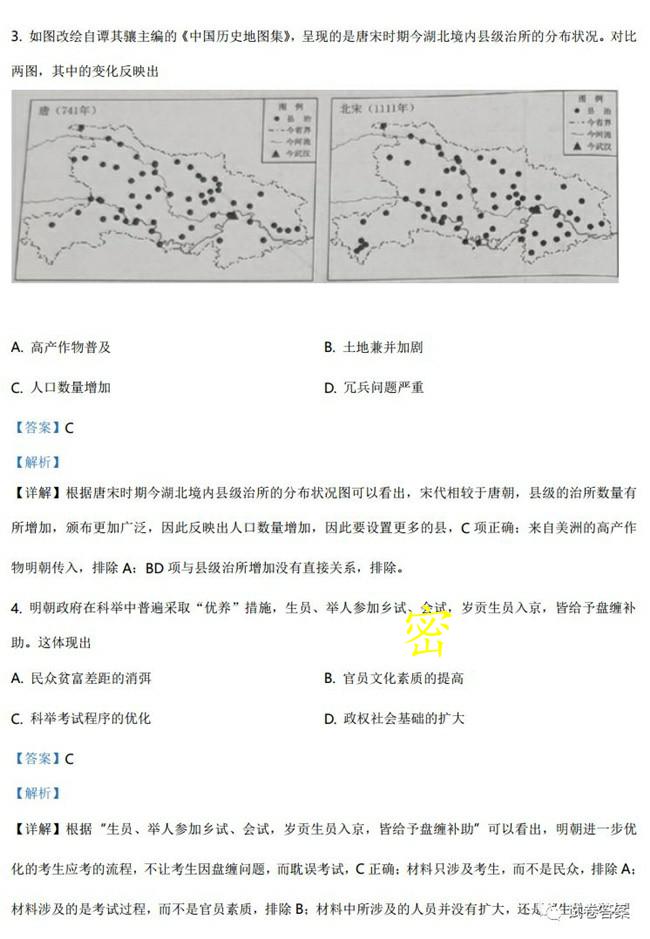 3. 如图改绘自谭其骧主编的《中国历史地图集》，呈现的是唐宋时期今湖北境内县级治所的分布状况。对比
两图，其中的变化反映出
唐（741年）
图 例
县 治
今省界
今河流
今武汉
北宋（1111年）
图 例
县 治
今省界
今河流
今武汉
A. 高产作物普及
B. 土地兼并加剧
C. 人口数量增加
D. 冗兵问题严重
【答案】C
【解析】
【详解】根据唐宋时期今湖北境内县级治所的分布状况图可以看出，宋代相较于唐朝，县级的治所数量有
所增加，颁布更加广泛，因此反映出人口数量增加，因此要设置更多的县，C 项正确；来自美洲的高产作
物明朝传入，排除 A；BD 项与县级治所增加没有直接关系，排除。
4. 明朝政府在科举中普遍采取“优养”措施，生员、举人参加乡试、会试，岁贡生员入京，皆给予盘缠补
助。这体现出
密
A. 民众贫富差距的消弭
B. 官员文化素质的提高
C. 科举考试程序的优化
D. 政权社会基础的扩大
【答案】C
【解析】
【详解】根据“生员、举人参加乡试、会试，岁贡生员入京，皆给予盘缠补助”可以看出，明朝进一步优
化的考生应考的流程，不让考生因盘缠问题，而耽误考试，C 正确；材料只涉及考生，而不是民众，排除 A；
材料涉及的是考试过程，而不是官员素质，排除 B；材料中所涉及的人员并没有扩大，还是“生
试卷答案